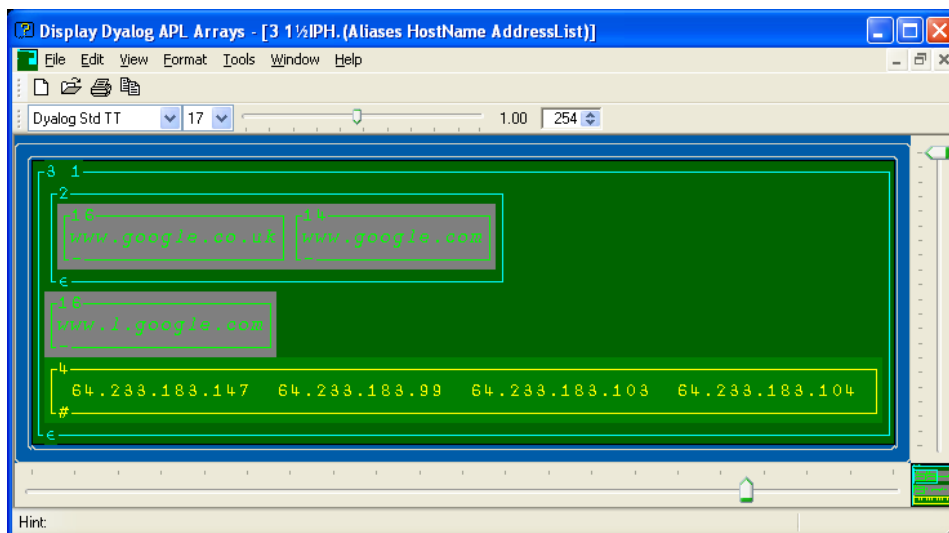 Display Dyalog APL Arrays - [3 1½IPH.(Aliases HostName AddressList)]
File Edit View Format Tools Window Help
Dyalog Std TT 17 1.00 254
3 1
2
16 14
www.google.co.uk www.google.com
ϵ
16
www.l.google.com
4
64.233.183.147 64.233.183.99 64.233.183.103 64.233.183.104
#
ϵ
Hint: